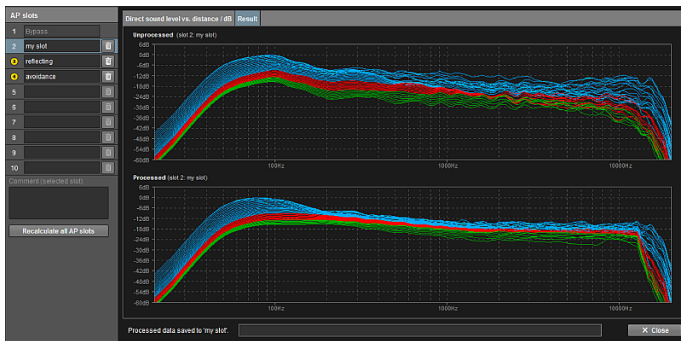 AP slots
1 Bypass
2 my slot
reflecting
avoidance
5
6
7
8
9
10
Comment (selected slot)
Recalculate all AP slots
Direct sound level vs. distance / dB Result
Unprocessed (slot 2: my slot)
6dB
0dB
-6dB
-12dB
-18dB
-24dB
-30dB
-36dB
-42dB
-48dB
-54dB
-60dB
100Hz 1000Hz 10000Hz
Processed (slot 2: my slot)
6dB
0dB
-6dB
-12dB
-18dB
-24dB
-30dB
-36dB
-42dB
-48dB
-54dB
-60dB
100Hz 1000Hz 10000Hz
Processed data saved to 'my slot'.
X Close